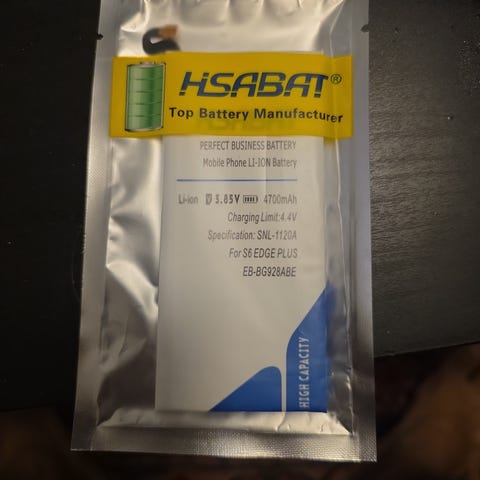 HSABAT®
Top Battery Manufacturer
PERFECT BUSINESS BATTERY
Mobile Phone LI-ION Battery
Li-ion 3.85V 4700mAh
Charging Limit:4.4V
Specification: SNL-1120A
For S6 EDGE PLUS
EB-BG928ABE
HIGH CAPACITY